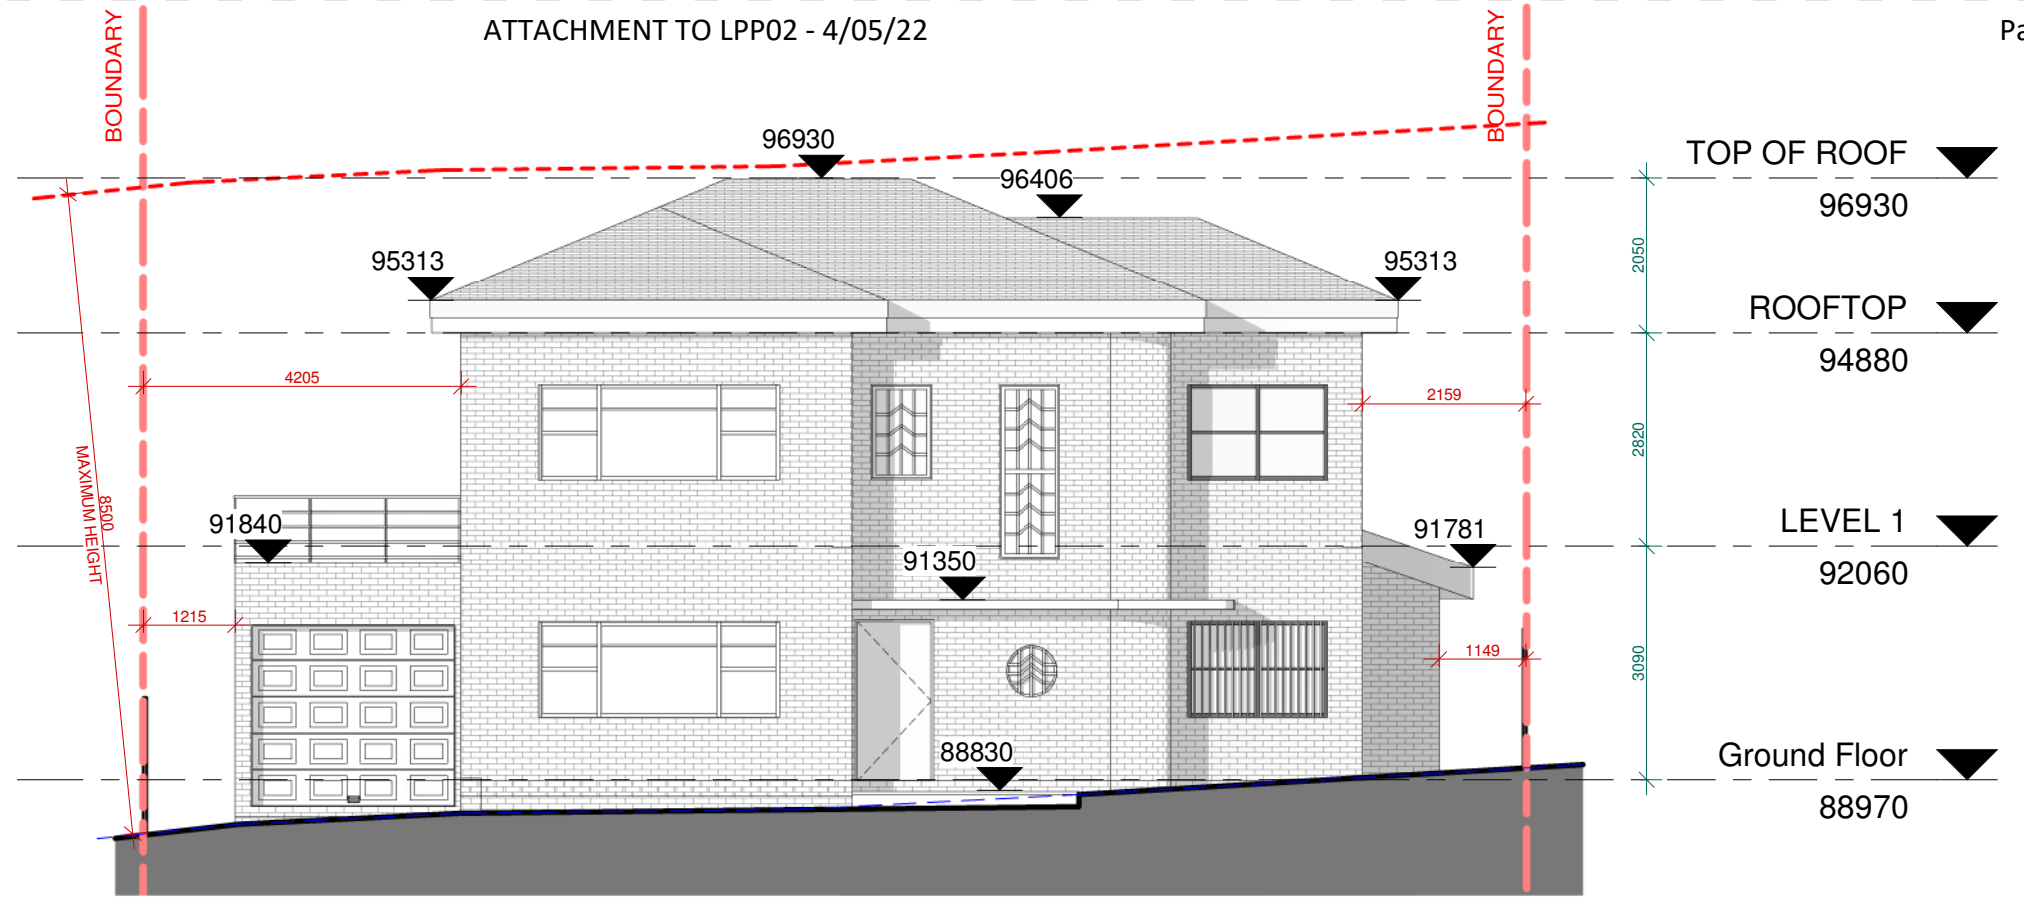 ATTACHMENT TO LPP02 - 4/05/22
Pa
BOUNDARY
BOUNDARY
96930
96406
95313
95313
TOP OF ROOF
96930
2050
ROOFTOP
94880
4205
2159
2820
8500
MAXIMUM HEIGHT
91840
91350
91781
LEVEL 1
92060
1215
1149
3090
88830
Ground Floor
88970